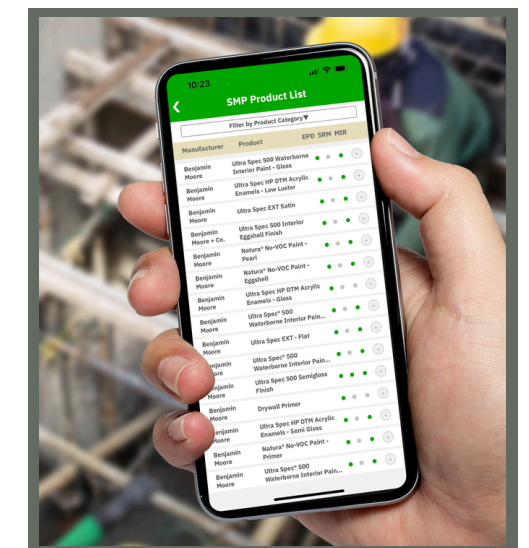 10:23
SMP Product List
Filter by Product Category▼
Manufacturer Product EPD SRM MIR
Benjamin Moore
Ultra Spec 500 Waterborne
Interior Paint - Gloss
Benjamin Moore
Ultra Spec HP DTM Acrylic
Enamels - Low Luster
Benjamin Moore
Ultra Spec EXT Satin
Benjamin Moore + Co.
Ultra Spec 500 Interior
Eggshell Finish
Benjamin Moore
Natura® No-VOC Paint -
Pearl
Benjamin Moore
Natura® No-VOC Paint -
Eggshell
Benjamin Moore
Ultra Spec HP DTM Acrylic
Enamels - Gloss
Benjamin Moore
Ultra Spec® 500
Waterborne Interior Pain...
Benjamin Moore
Ultra Spec EXT - Flat
Ultra Spec® 500
Waterborne Interior Pain...
Moore
Ultra Spec 500 Semigloss
Finish
Benjamin Moore
Drywall Primer
Ultra Spec HP DTM Acrylic
Enamels - Semi Gloss
Benjamin Moore
Natura® No-VOC Paint -
Primer
Benjamin Moore
Ultra Spec® 500
Waterborne Interior Pain...